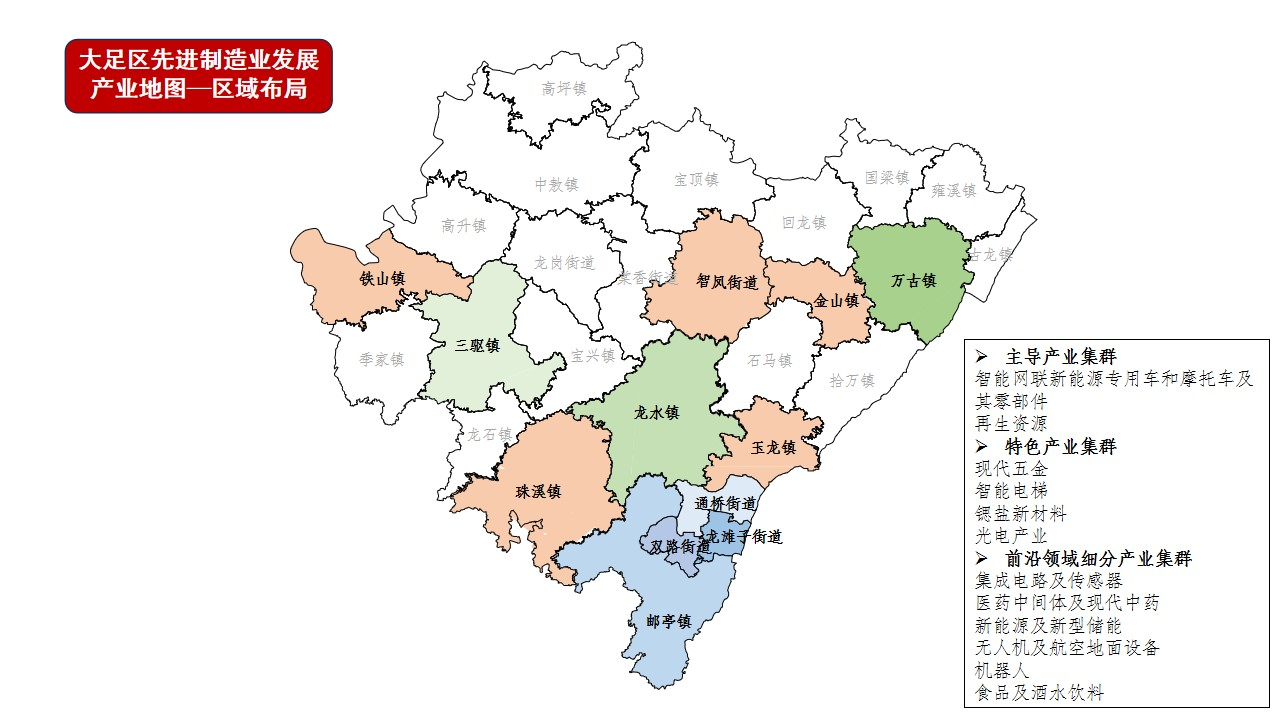 大足区先进制造业发展
产业地图—区域布局
高坪镇
中敖镇
宝顶镇
国梁镇
雍溪镇
高升镇
回龙镇
龙岗街道
棠香街道
古龙镇
铁山镇
智凤街道
金山镇
万古镇
三驱镇
季家镇
宝兴镇
石马镇
拾万镇
龙水镇
龙石镇
玉龙镇
珠溪镇
通桥街道
双路街道
龙滩子街道
邮亭镇
➢ 主导产业集群
智能网联新能源专用车和摩托车及
其零部件
再生资源
➢ 特色产业集群
现代五金
智能电梯
锶盐新材料
光电产业
➢ 前沿领域细分产业集群
集成电路及传感器
医药中间体及现代中药
新能源及新型储能
无人机及航空地面设备
机器人
食品及酒水饮料